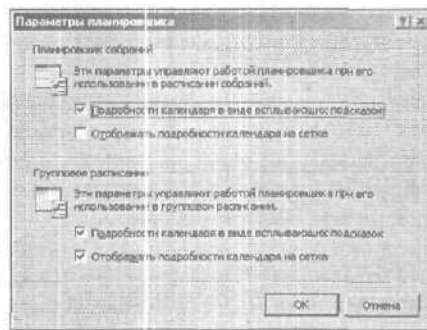 Параметры планировщика
Планировщик собраний
Эти параметры управляют работой планировщика при его
использовании в расписании собраний.
Подробности календаря в виде всплывающих подсказок
Отображать подробности календаря на сетке
Групповое расписание
Эти параметры управляют работой планировщика при его
использовании в групповом расписании.
Подробности календаря в виде всплывающих подсказок
Отображать подробности календаря на сетке
ОК
Отмена